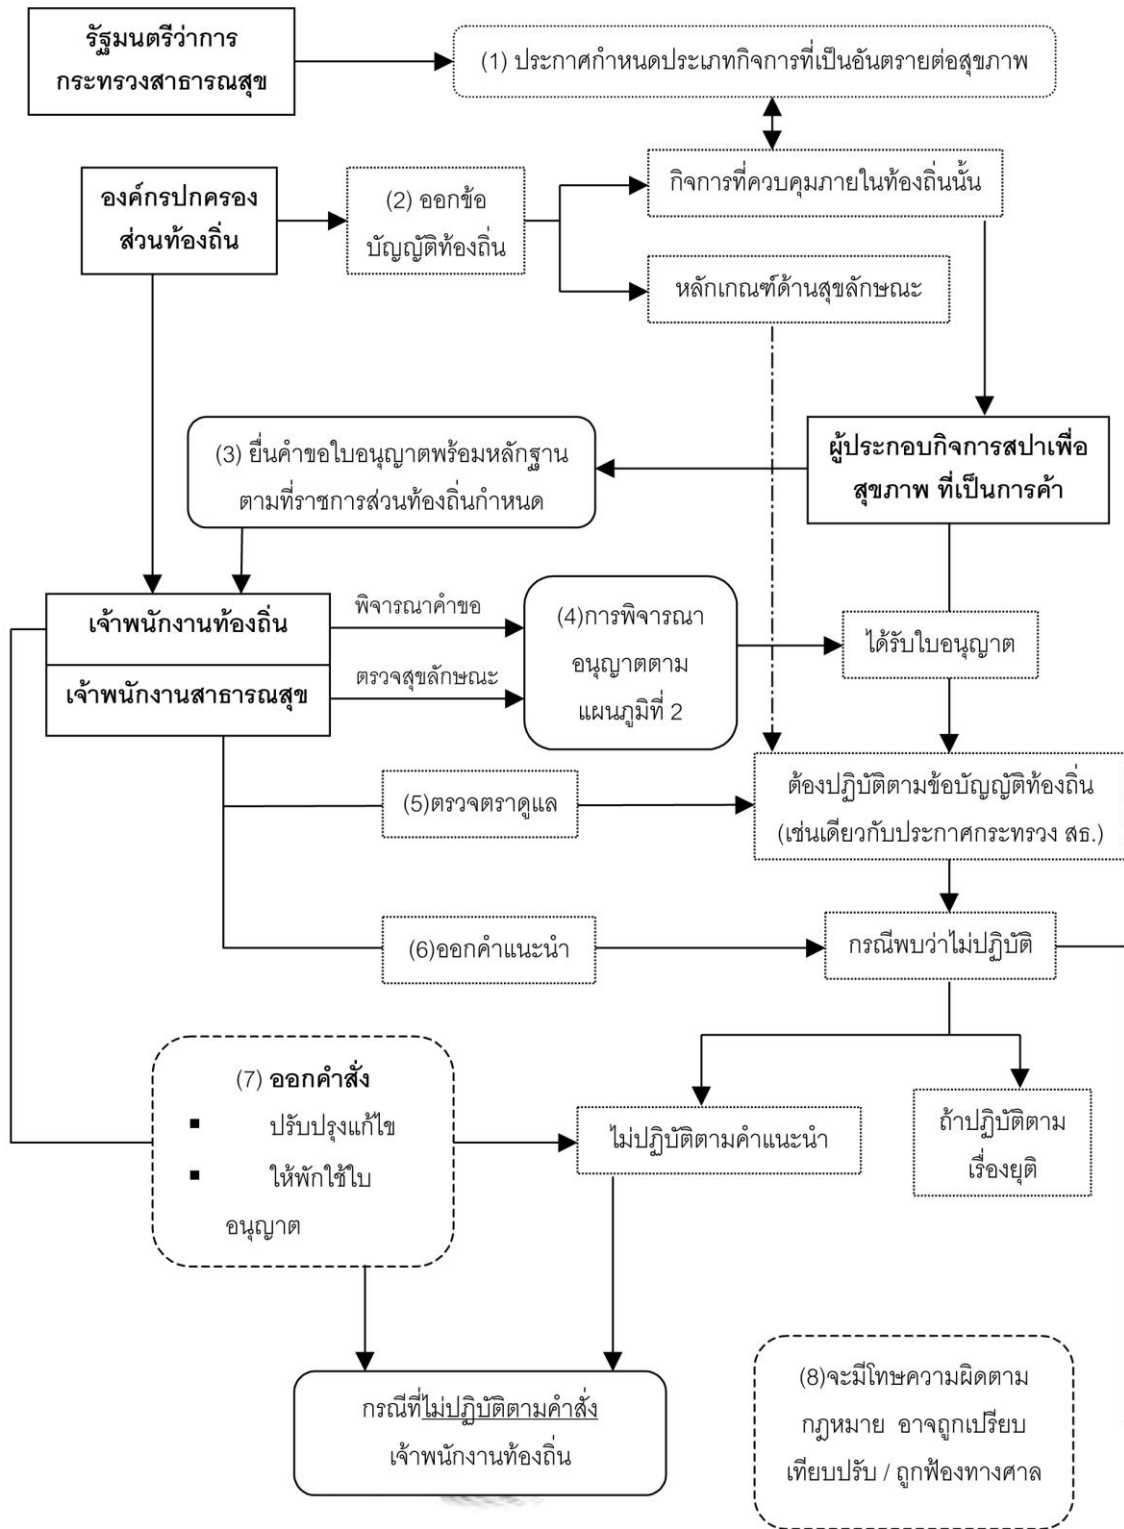 รัฐมนตรีว่าการ
กระทรวงสาธารณสุข
(1) ประกาศกำหนดประเภทกิจการที่เป็นอันตรายต่อสุขภาพ
องค์กรปกครอง
ส่วนท้องถิ่น
(2) ออกข้อ
บัญญัติท้องถิ่น
กิจการที่ควบคุมภายในท้องถิ่นนั้น
หลักเกณฑ์ด้านสุขลักษณะ
(3) ยื่นคำขอใบอนุญาตพร้อมหลักฐาน
ตามที่ราชการส่วนท้องถิ่นกำหนด
ผู้ประกอบกิจการสปาเพื่อ
สุขภาพ ที่เป็นการค้า
เจ้าพนักงานท้องถิ่น
เจ้าพนักงานสาธารณสุข
พิจารณาคำขอ
ตรวจสุขลักษณะ
(4)การพิจารณา
อนุญาตตาม
แผนภูมิที่ 2
ได้รับใบอนุญาต
(5)ตรวจตราดูแล
ต้องปฏิบัติตามข้อบัญญัติท้องถิ่น
(เช่นเดียวกับประกาศกระทรวง สธ.)
(6)ออกคำแนะนำ
กรณีพบว่าไม่ปฏิบัติ
(7) ออกคำสั่ง
▪ ปรับปรุงแก้ไข
▪ ให้พักใช้ใบ
อนุญาต
ไม่ปฏิบัติตามคำแนะนำ
ถ้าปฏิบัติตาม
เรื่องยุติ
กรณีที่ไม่ปฏิบัติตามคำสั่ง
เจ้าพนักงานท้องถิ่น
(8)จะมีโทษความผิดตาม
กฎหมาย อาจถูกเปรียบ
เทียบปรับ / ถูกฟ้องทางศาล